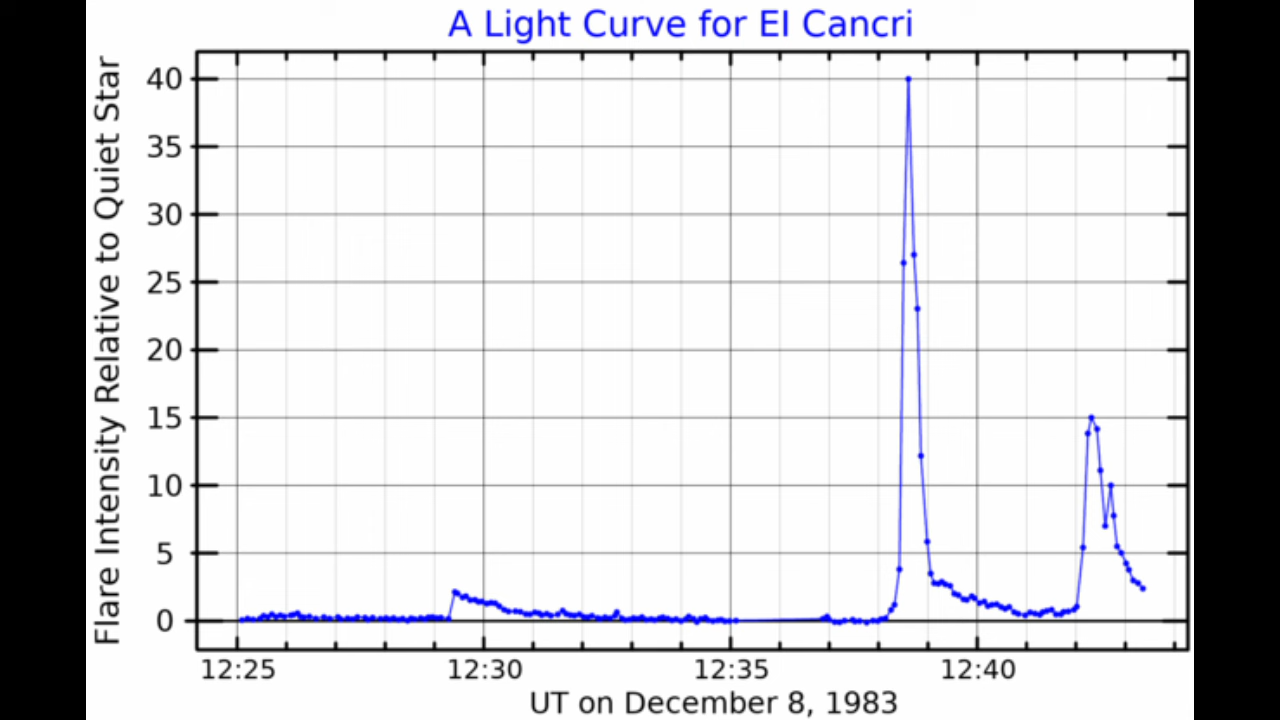 A Light Curve for EI Cancri
Flare Intensity Relative to Quiet Star
40
35
30
25
20
15
10
5
0
12:25 12:30 12:35 12:40
UT on December 8, 1983